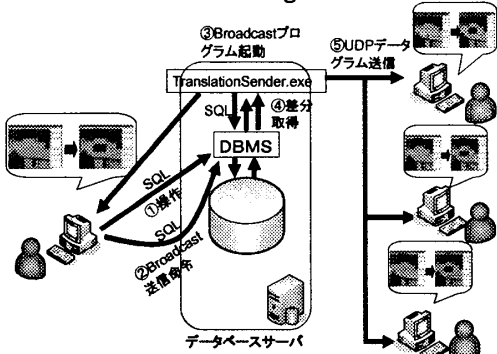 ③Broadcastプロ
グラム起動
⑤UDPデータ
グラム送信
TranslationSender.exe
SQL
④差分
取得
DBMS
SQL
①操作
SQL
②Broadcast
送信命令
データベースサーバ